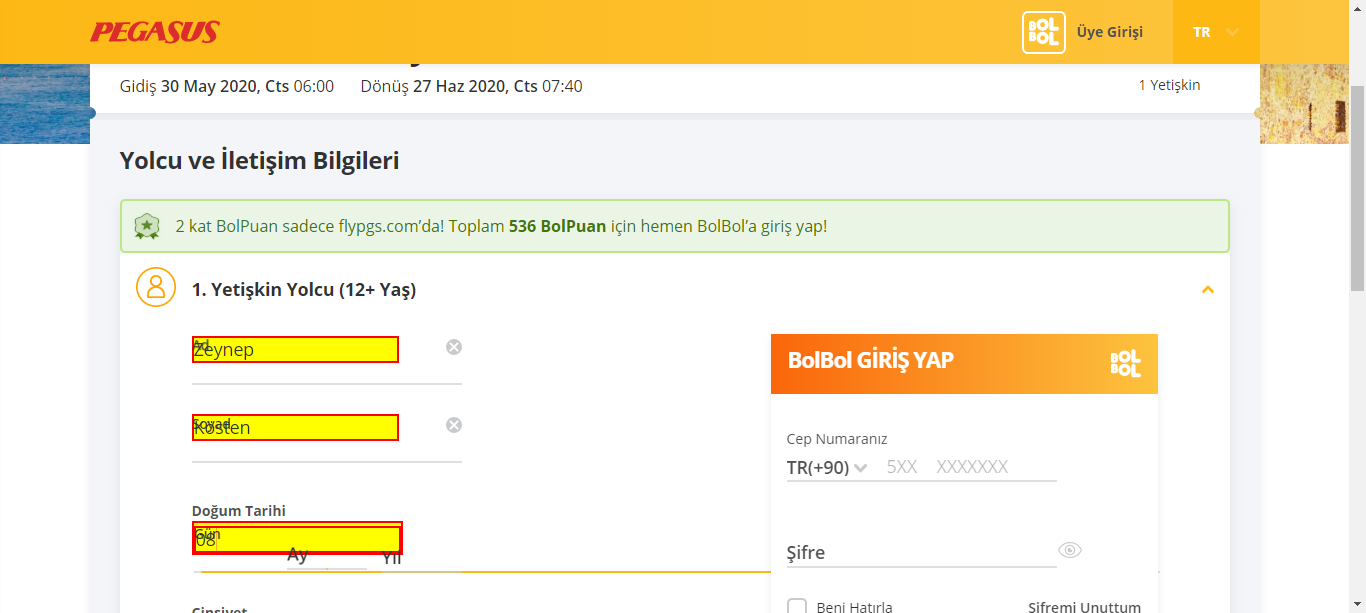 PEGASUS
BOL BOL Üye Girişi
TR
Gidiş 30 May 2020, Cts 06:00 Dönüş 27 Haz 2020, Cts 07:40
1 Yetişkin
Yolcu ve İletişim Bilgileri
2 kat BolPuan sadece flypgs.com’da! Toplam 536 BolPuan için hemen BolBol’a giriş yap!
1. Yetişkin Yolcu (12+ Yaş)
Ad
Zeynep
Soyad
Kösten
Doğum Tarihi
Gün
08
Ay
Yıl
Cinsiyet
BolBol GİRİŞ YAP
BOL BOL
Cep Numaranız
TR(+90) 5XX XXXXXXX
Şifre
Beni Hatırla
Şifremi Unuttum